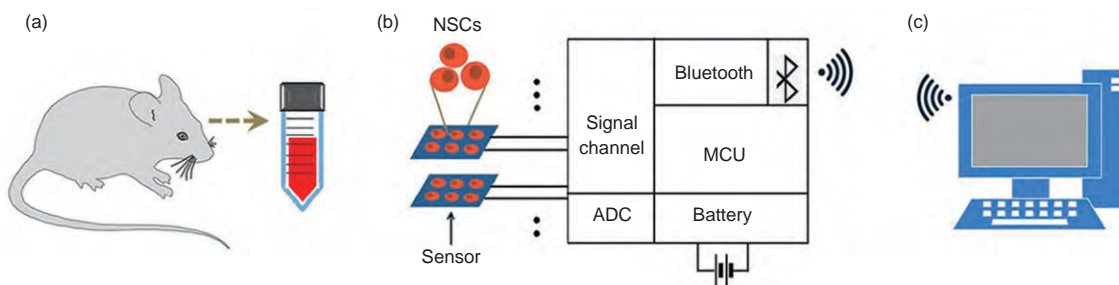 (a)
(b)
NSCs
Sensor
Signal
channel
ADC
Bluetooth
MCU
Battery
(c)